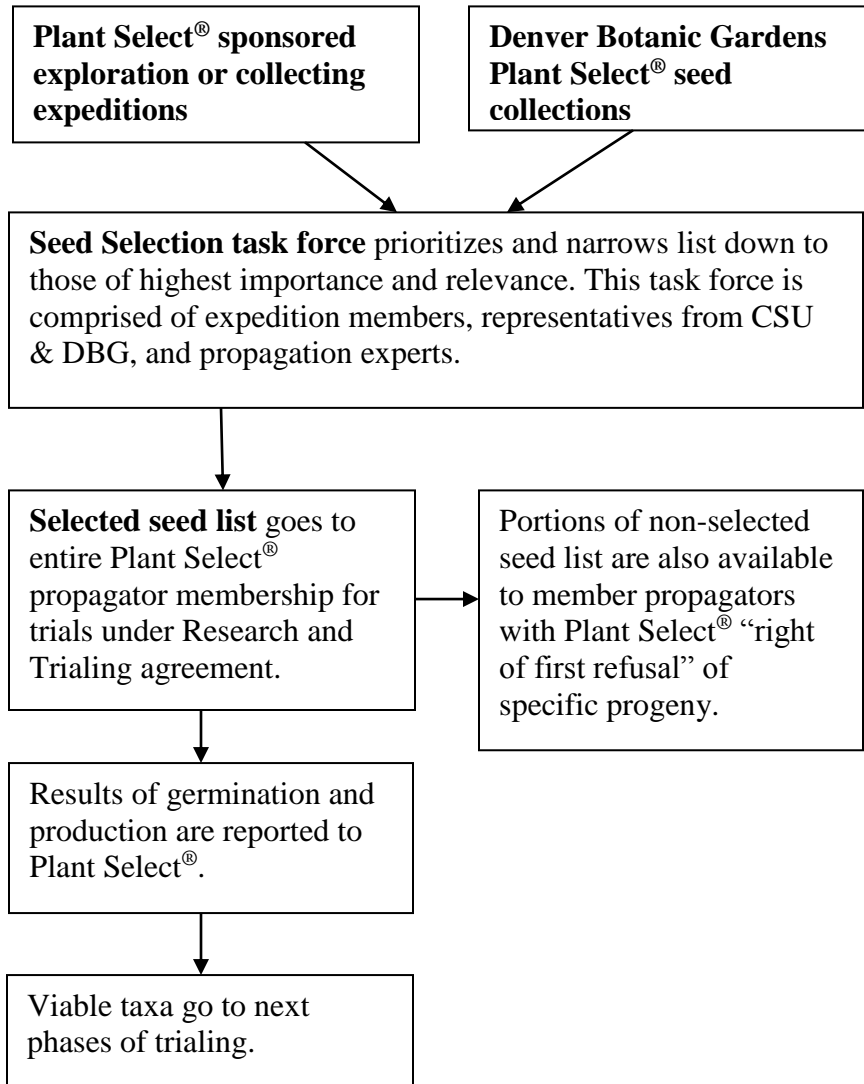 Plant Select® sponsored
exploration or collecting
expeditions
Denver Botanic Gardens
Plant Select® seed
collections
Seed Selection task force prioritizes and narrows list down to
those of highest importance and relevance. This task force is
comprised of expedition members, representatives from CSU
& DBG, and propagation experts.
Selected seed list goes to
entire Plant Select®
propagator membership for
trials under Research and
Trialing agreement.
Portions of non-selected
seed list are also available
to member propagators
with Plant Select® “right
of first refusal” of
specific progeny.
Results of germination and
production are reported to
Plant Select®.
Viable taxa go to next
phases of trialing.